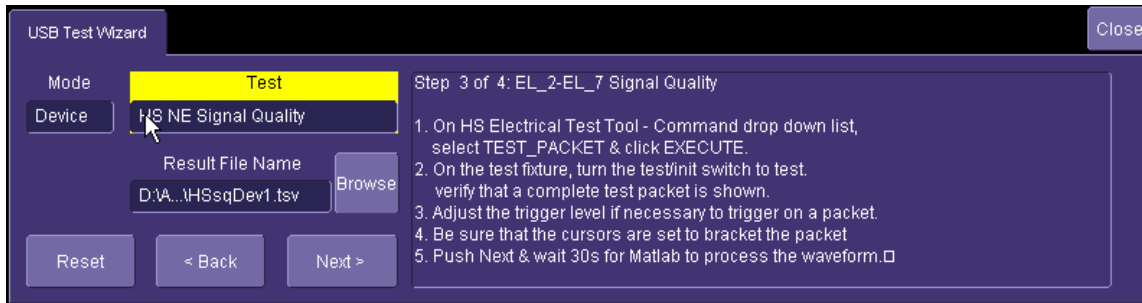 USB Test Wizard
Close
Mode
Test
Device
HS NE Signal Quality
Result File Name
D:\A...\HSsqDev1.tsv
Browse
Reset
< Back
Next >
Step 3 of 4: EL_2-EL_7 Signal Quality
1. On HS Electrical Test Tool - Command drop down list,
select TEST_PACKET & click EXECUTE.
2. On the test fixture, turn the test/init switch to test.
verify that a complete test packet is shown.
3. Adjust the trigger level if necessary to trigger on a packet.
4. Be sure that the cursors are set to bracket the packet
5. Push Next & wait 30s for Matlab to process the waveform.□